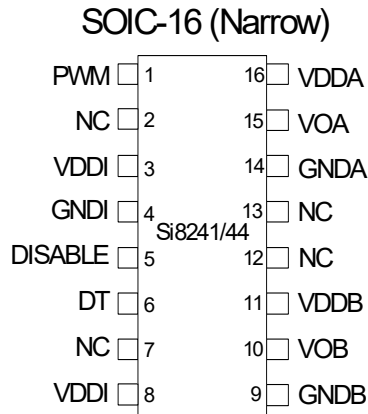 SOIC-16 (Narrow)
PWM 1 16 VDDA
NC 2 15 VOA
VDDI 3 14 GNDA
GNDI 4 13 NC
Si8241/44
DISABLE 5 12 NC
DT 6 11 VDDB
NC 7 10 VOB
VDDI 8 9 GNDB